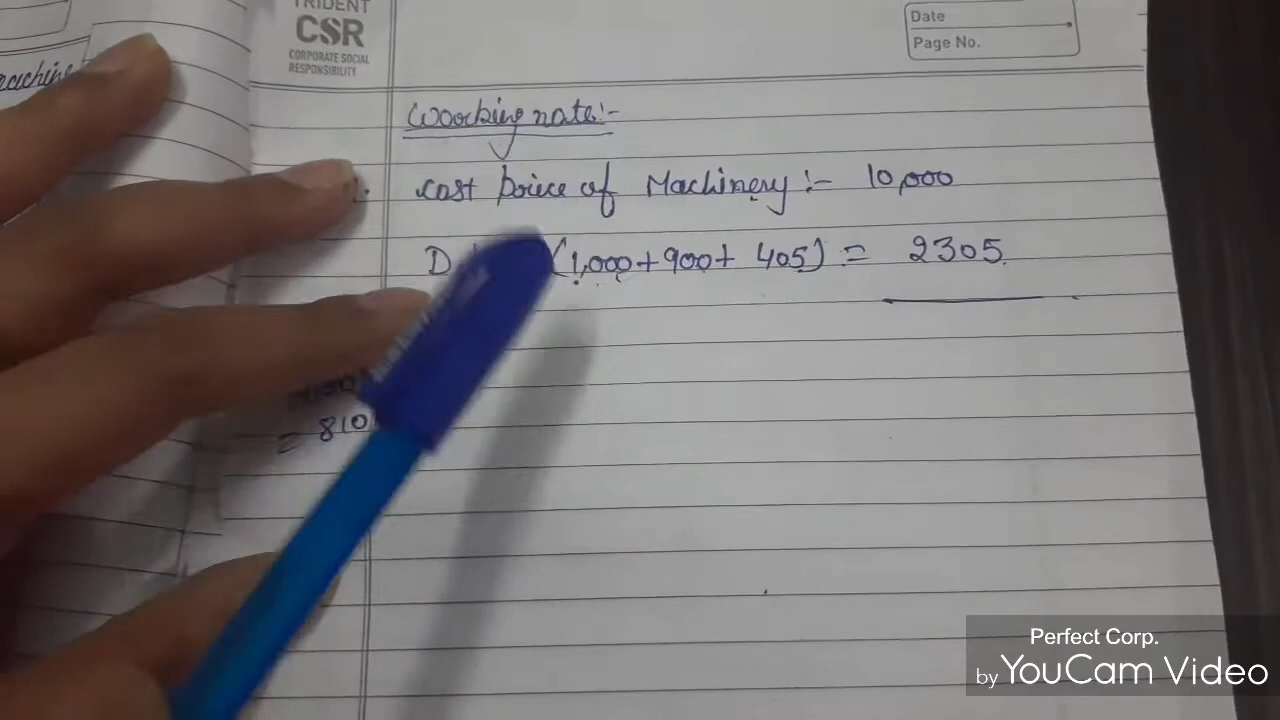 TRIDENT
CSR
CORPORATE SOCIAL
RESPONSIBILITY
Date
Page No.
Working note:-
cost price of Machinery :- 10,000
(1,000+900+ 405) = 2305
= 810
Perfect Corp.
by YouCam Video